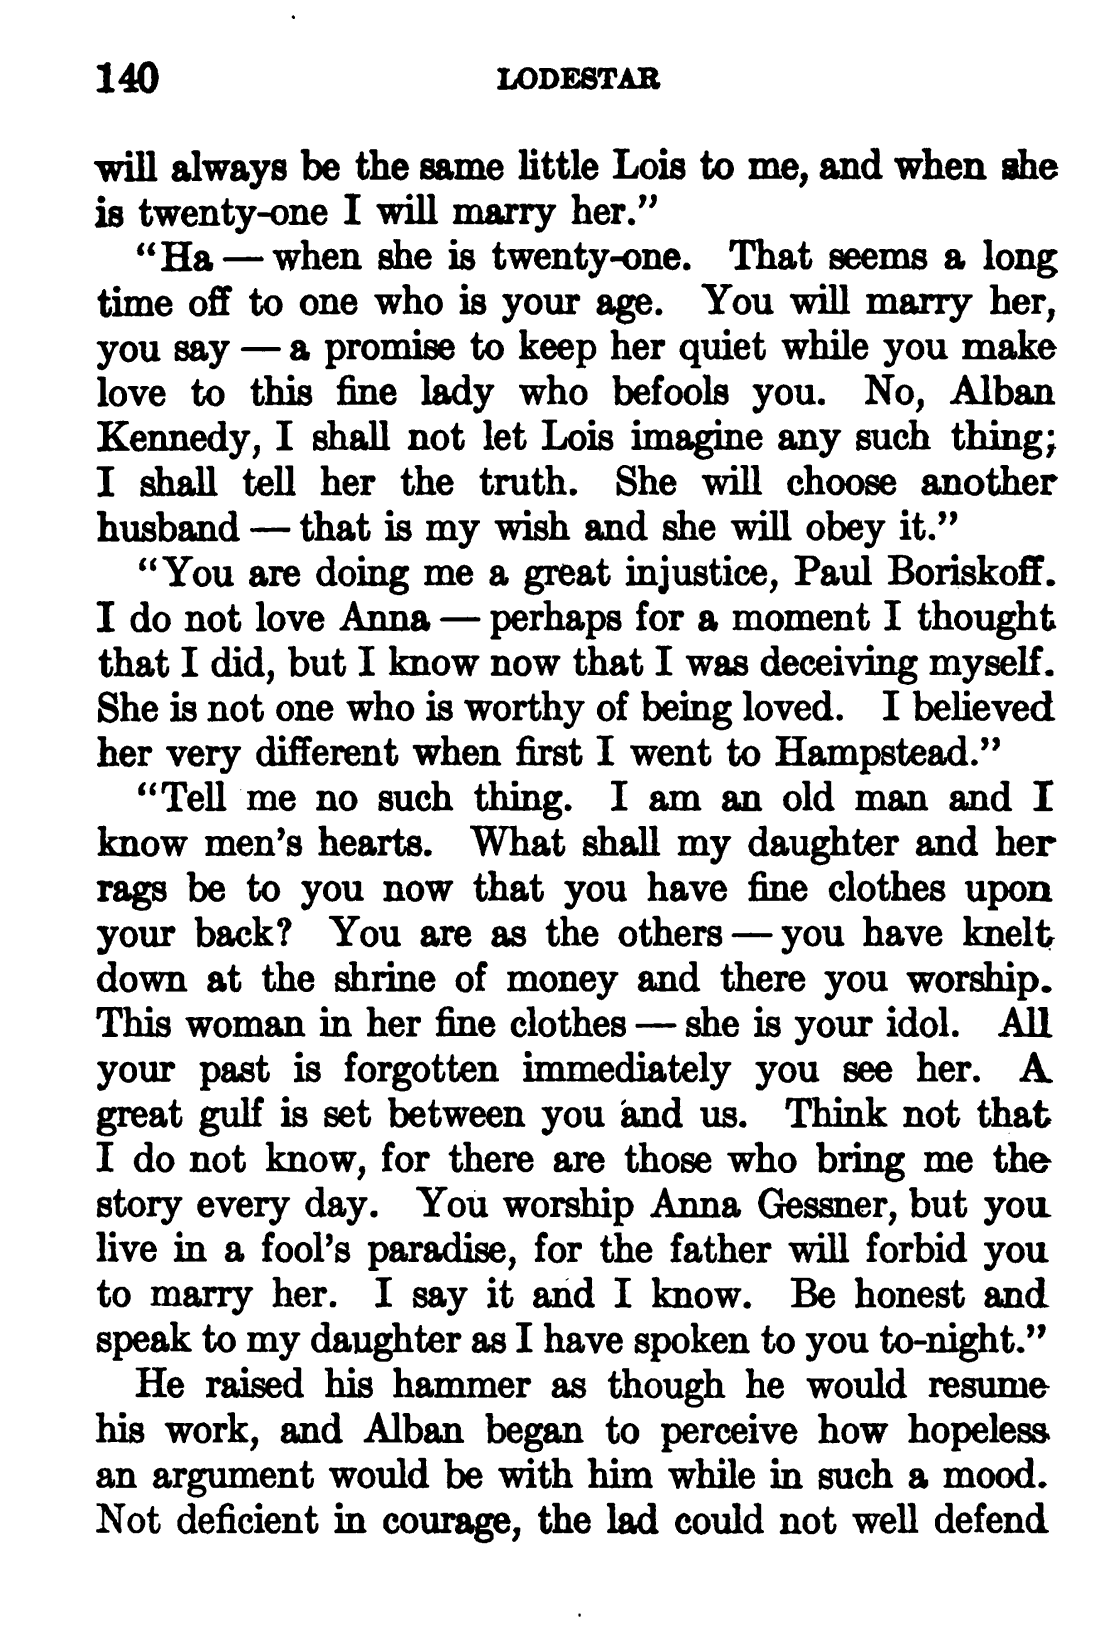 140 LODESTAR
will always be the same little Lois to me, and when she
is twenty-one I will marry her.”
“Ha — when she is twenty-one. That seems a long
time off to one who is your age. You will marry her,
you say — a promise to keep her quiet while you make
love to this fine lady who befools you. No, Alban
Kennedy, I shall not let Lois imagine any such thing;
I shall tell her the truth. She will choose another
husband — that is my wish and she will obey it.”
“You are doing me a great injustice, Paul Boriskoff.
I do not love Anna — perhaps for a moment I thought
that I did, but I know now that I was deceiving myself.
She is not one who is worthy of being loved. I believed
her very different when first I went to Hampstead.”
“Tell me no such thing. I am an old man and I
know men’s hearts. What shall my daughter and her
rags be to you now that you have fine clothes upon
your back? You are as the others — you have knelt
down at the shrine of money and there you worship.
This woman in her fine clothes — she is your idol. All
your past is forgotten immediately you see her. A
great gulf is set between you and us. Think not that
I do not know, for there are those who bring me the
story every day. You worship Anna Gessner, but you
live in a fool’s paradise, for the father will forbid you
to marry her. I say it and I know. Be honest and
speak to my daughter as I have spoken to you to-night.”
He raised his hammer as though he would resume
his work, and Alban began to perceive how hopeless
an argument would be with him while in such a mood.
Not deficient in courage, the lad could not well defend